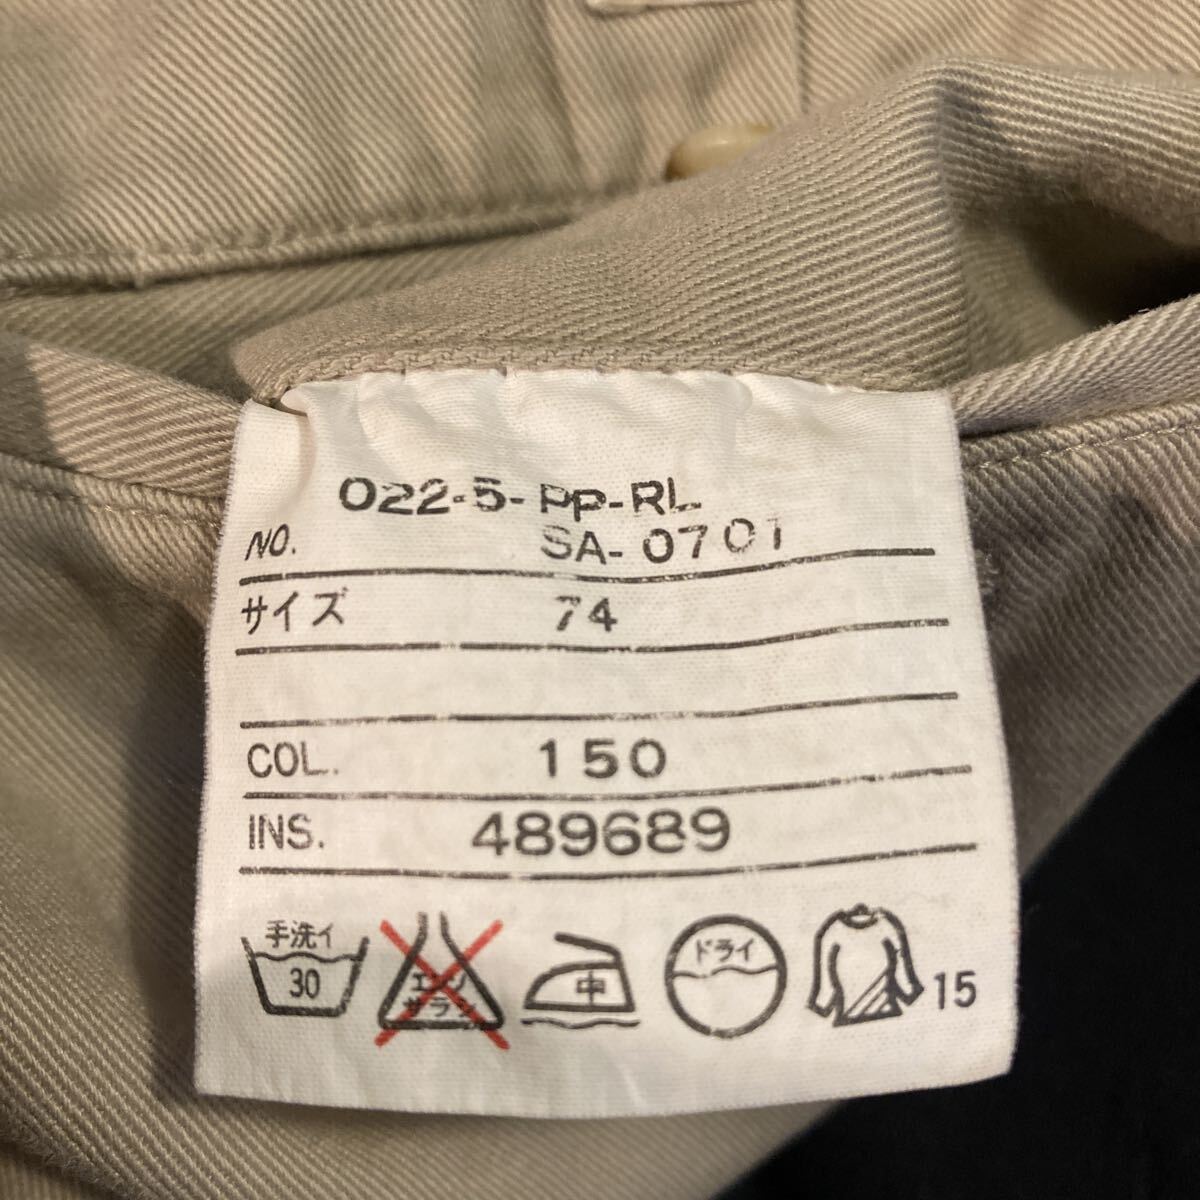 022-5-PP-RL
NO. SA-0701
サイズ 74
COL. 150
INS. 489689
手洗イ
30
エンソ
サラシ
中
ドライ
15